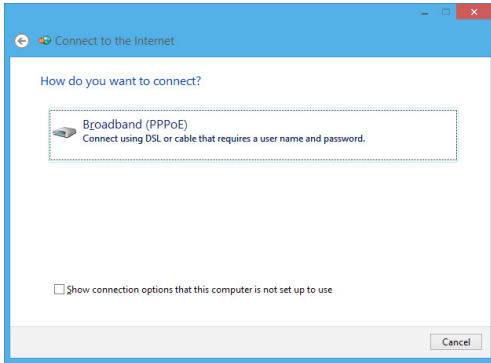 Connect to the Internet
How do you want to connect?
Broadband (PPPoE)
Connect using DSL or cable that requires a user name and password.
Show connection options that this computer is not set up to use
Cancel